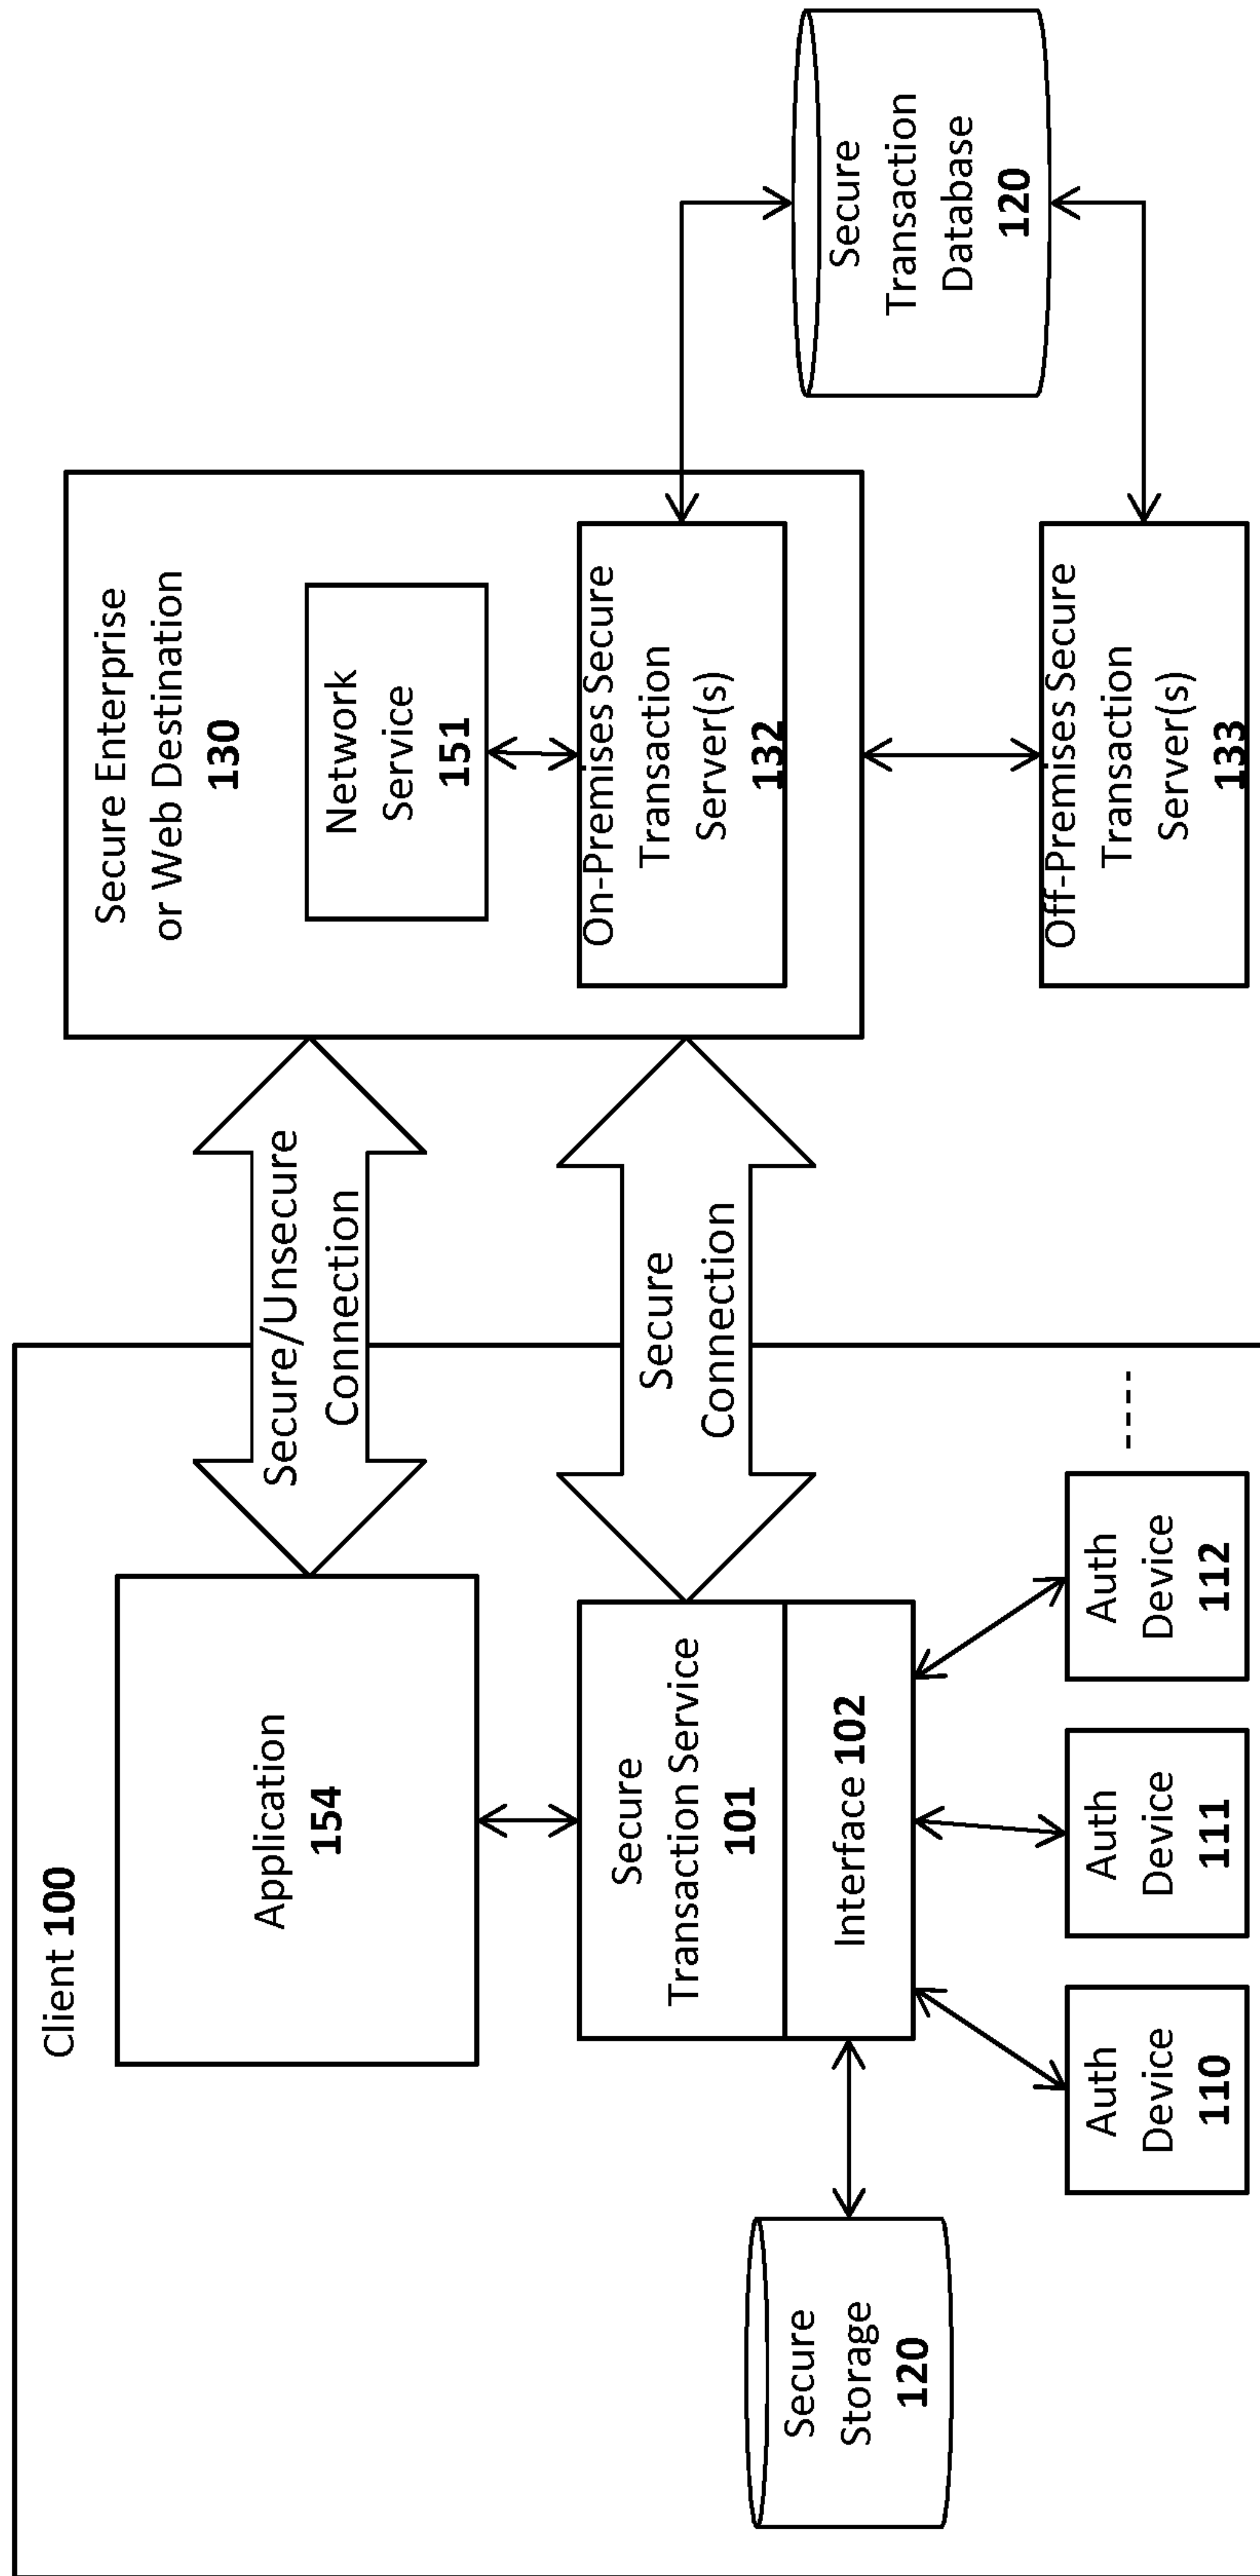 Client 100
Application
154
Secure
Transaction Service
101
Interface 102
Secure
Storage
120
Auth
Device
110
Auth
Device
111
Auth
Device
112
Secure/Unsecure
Connection
Secure
Connection
Secure Enterprise
or Web Destination
130
Network
Service
151
On-Premises Secure
Transaction
Server(s)
132
Off-Premises Secure
Transaction
Server(s)
133
Secure
Transaction
Database
120